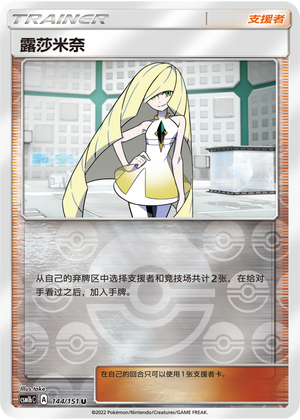 TRAINER
支援者
露莎米奈
从自己的弃牌区中选择支援者和竞技场共计2张，在给对
手看过之后，加入手牌。
Illus. take
在自己的回合只可以使用1张支援者卡。
csm1bC A 144/151 U
©2022 Pokémon/Nintendo/Creatures/GAME FREAK.